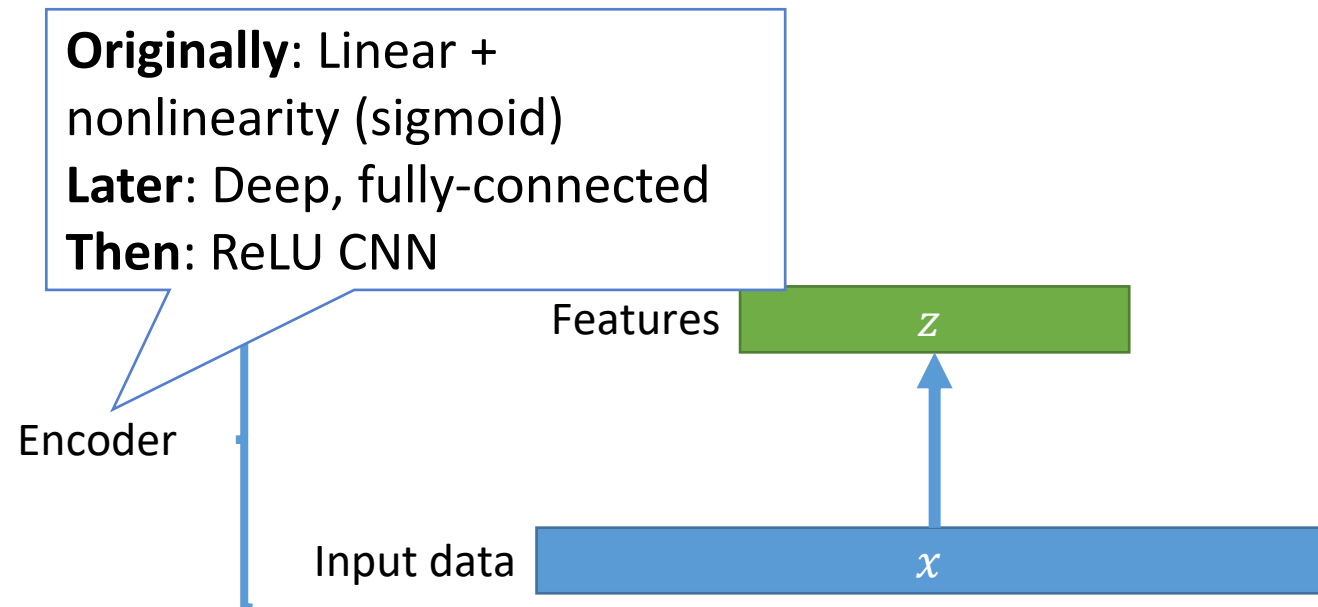 Originally: Linear +
nonlinearity (sigmoid)
Later: Deep, fully-connected
Then: ReLU CNN
Features
z
Encoder
Input data
x